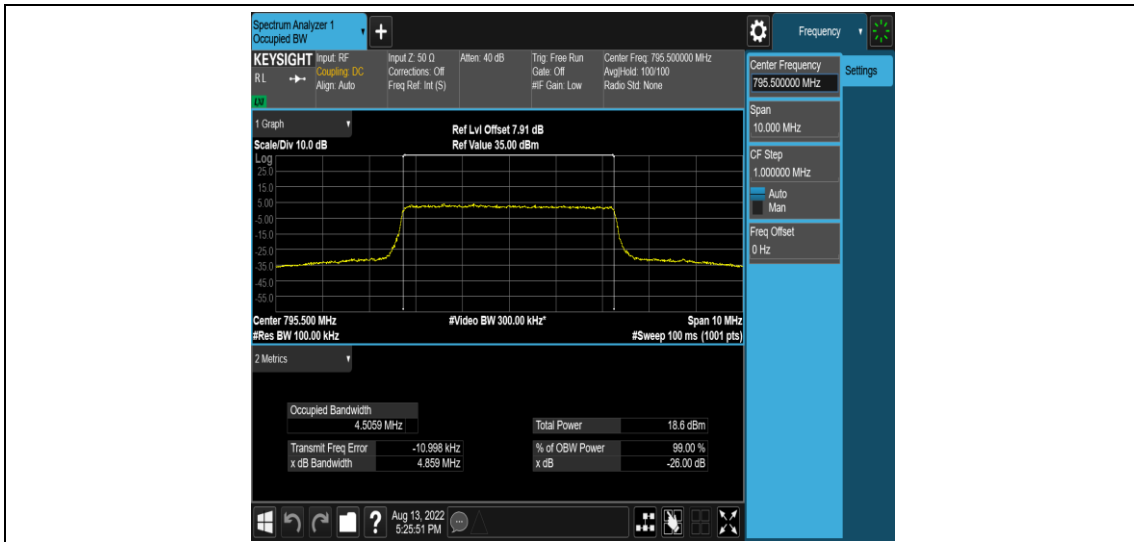 Spectrum Analyzer 1
Occupied BW
+
Frequency
KEYSIGHT
RL
LXI
Input: RF
Coupling: DC
Align: Auto
Input Z: 50 Ω
Corrections: Off
Freq Ref: Int (S)
Atten: 40 dB
Trig: Free Run
Gate: Off
#IF Gain: Low
Center Freq: 795.500000 MHz
Avg|Hold: 100/100
Radio Std: None
Center Frequency
795.500000 MHz
Settings
Span
10.000 MHz
CF Step
1.000000 MHz
Auto
Man
Freq Offset
0 Hz
1 Graph
Scale/Div 10.0 dB
Ref Lvl Offset 7.91 dB
Ref Value 35.00 dBm
Log
25.0
15.0
5.00
-5.00
-15.0
-25.0
-35.0
-45.0
-55.0
Center 795.500 MHz
#Video BW 300.00 kHz*
Span 10 MHz
#Res BW 100.00 kHz
#Sweep 100 ms (1001 pts)
2 Metrics
Occupied Bandwidth
4.5059 MHz
Total Power 18.6 dBm
Transmit Freq Error -10.998 kHz
% of OBW Power 99.00 %
x dB Bandwidth 4.859 MHz
x dB -26.00 dB
?
Aug 13, 2022
5:25:51 PM